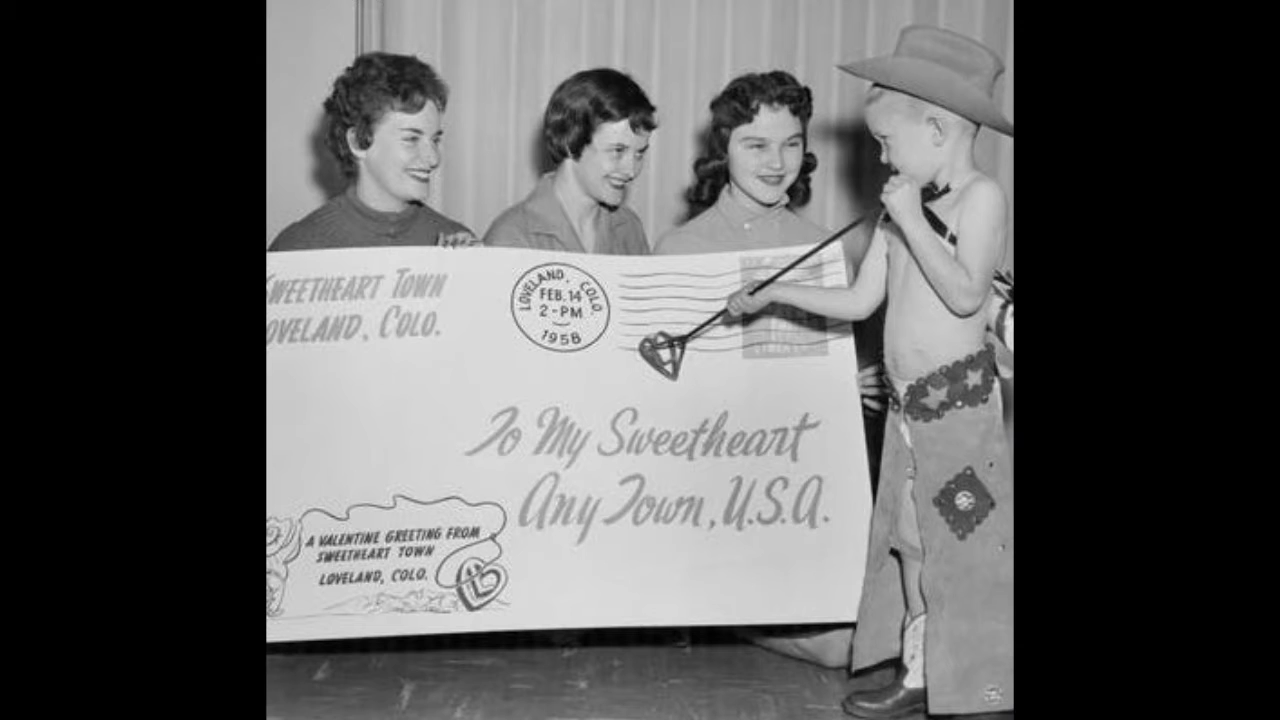 SWEETHEART TOWN
LOVELAND, COLO.
LOVELAND, COLO.
FEB. 14
2-PM
1958
To My Sweetheart
Any Town, U.S.A.
A VALENTINE GREETING FROM
SWEETHEART TOWN
LOVELAND, COLO.